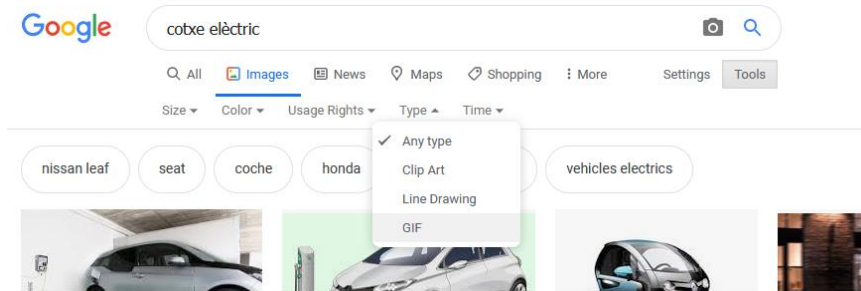 Google cotxe elèctric
All Images News Maps Shopping More Settings Tools
Size Color Usage Rights Type Time
Any type
nissan leaf seat coche honda vehicles electrics
Clip Art
Line Drawing
GIF